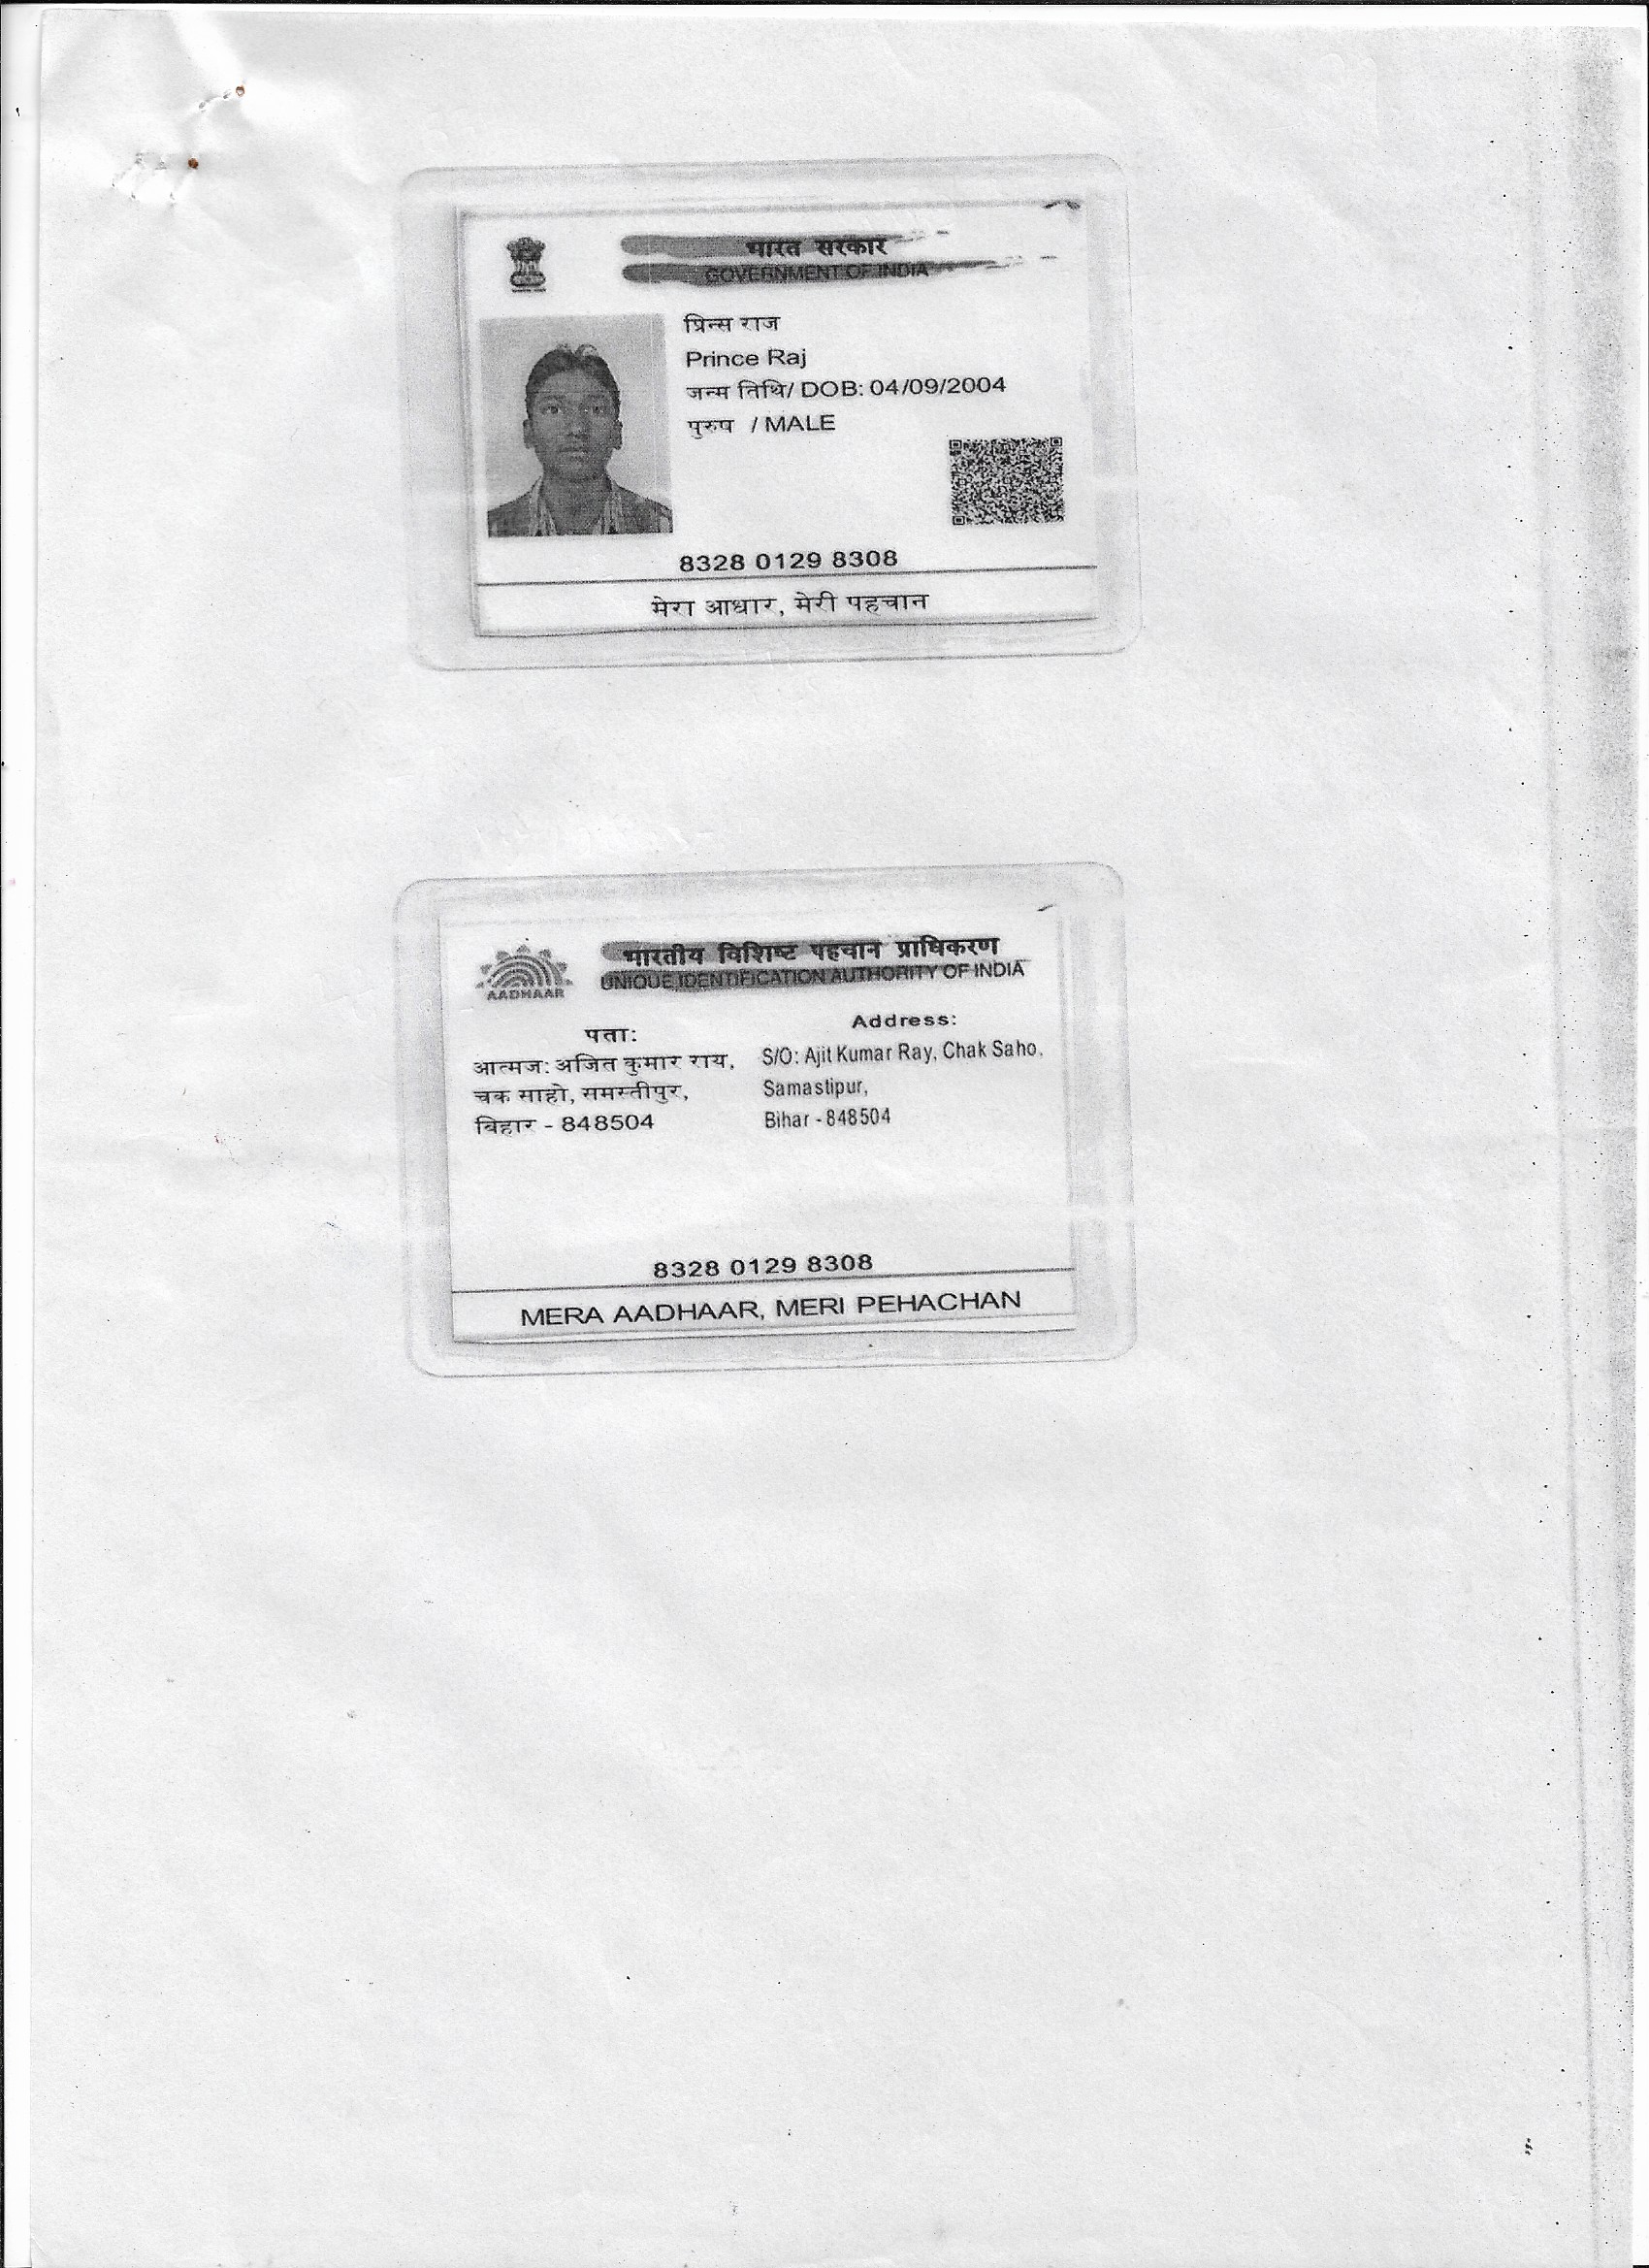 भारत सरकार
GOVERNMENT OF INDIA
प्रिन्स राज
Prince Raj
जन्म तिथि/ DOB: 04/09/2004
पुरुष / MALE
8328 0129 8308
मेरा आधार, मेरी पहचान
भारतीय विशिष्ट पहचान प्राधिकरण
UNIQUE IDENTIFICATION AUTHORITY OF INDIA
AADHAAR
पता:
आत्मज: अजित कुमार राय,
चक साहो, समस्तीपुर,
बिहार - 848504
Address:
S/O: Ajit Kumar Ray, Chak Saho,
Samastipur,
Bihar - 848504
8328 0129 8308
MERA AADHAAR, MERI PEHACHAN